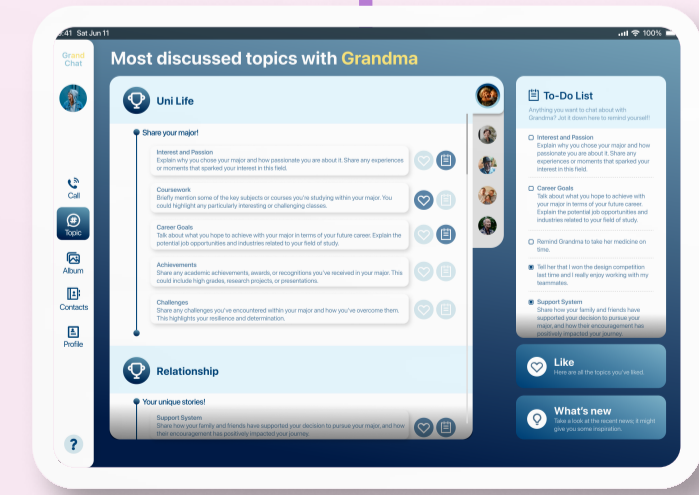 9:41 Sat Jun 11
100%
Grand
Chat
Most discussed topics with Grandma
Call
Topic
Album
Contacts
Profile
?
Uni Life
Share your major!
Interest and Passion
Explain why you chose your major and how passionate you are about it. Share any experiences
or moments that sparked your interest in this field.
Coursework
Briefly mention some of the key subjects or courses you're studying within your major. You
could highlight any particularly interesting or challenging classes.
Career Goals
Talk about what you hope to achieve with your major in terms of your future career. Explain the
potential job opportunities and industries related to your field of study.
Achievements
Share any academic achievements, awards, or recognitions you've received in your major. This
could include high grades, research projects, or presentations.
Challenges
Share any challenges you've encountered within your major and how you've overcome them.
This highlights your resilience and determination.
Relationship
Your unique stories!
Support System
Share how your family and friends have supported your decision to pursue your major, and how
their encouragement has positively impacted your journey.
To-Do List
Anything you want to chat about with
Grandma? Jot it down here to remind yourself!
Interest and Passion
Explain why you chose your major and how
passionate you are about it. Share any
experiences or moments that sparked your
interest in this field.
Career Goals
Talk about what you hope to achieve with
your major in terms of your future career.
Explain the potential job opportunities and
industries related to your field of study.
Remind Grandma to take her medicine on
time.
Tell her that I won the design competition
last time and I really enjoy working with my
teammates.
Support System
Share how your family and friends have
supported your decision to pursue your
major, and how their encouragement has
positively impacted your journey.
Like
Here are all the topics you've liked.
What's new
Take a look at the recent news, it might
give you some inspiration.